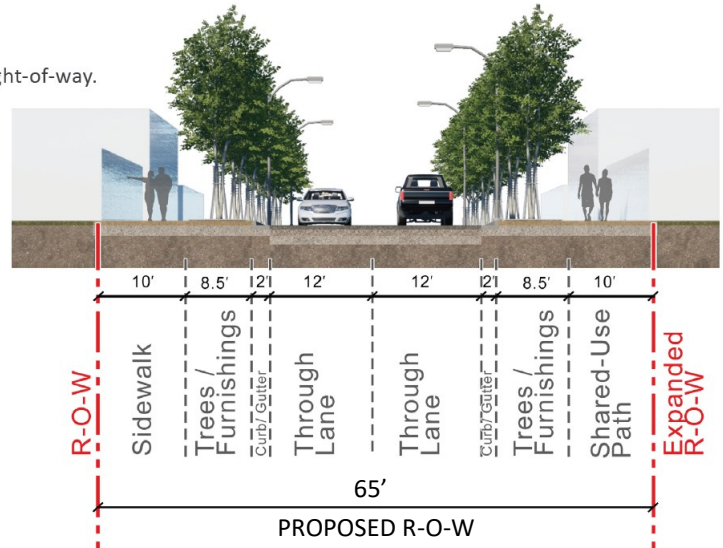 ght-of-way.
10' 8.5' 2' 12' 12' 2' 8.5' 10'
R-O-W
Sidewalk
Trees /
Furnishings
Curb/ Gutter
Through
Lane
Through
Lane
Curb/ Gutter
Trees /
Furnishings
Shared-Use
Path
Expanded
R-O-W
65’
PROPOSED R-O-W